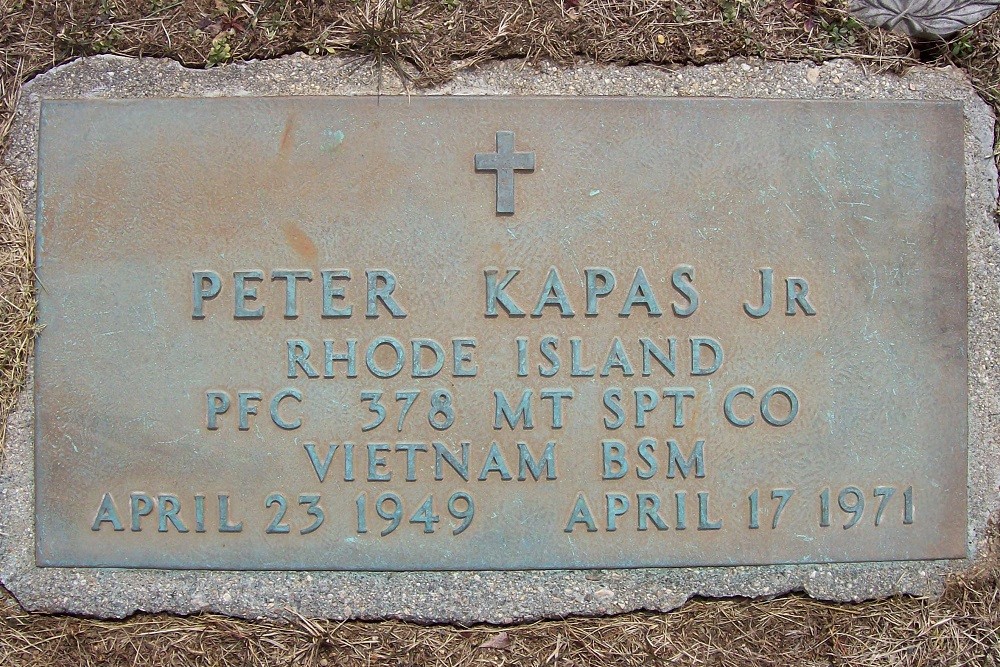 PETER KAPAS JR
RHODE ISLAND
PFC 378 MT SPT CO
VIETNAM BSM
APRIL 23 1949 APRIL 17 1971